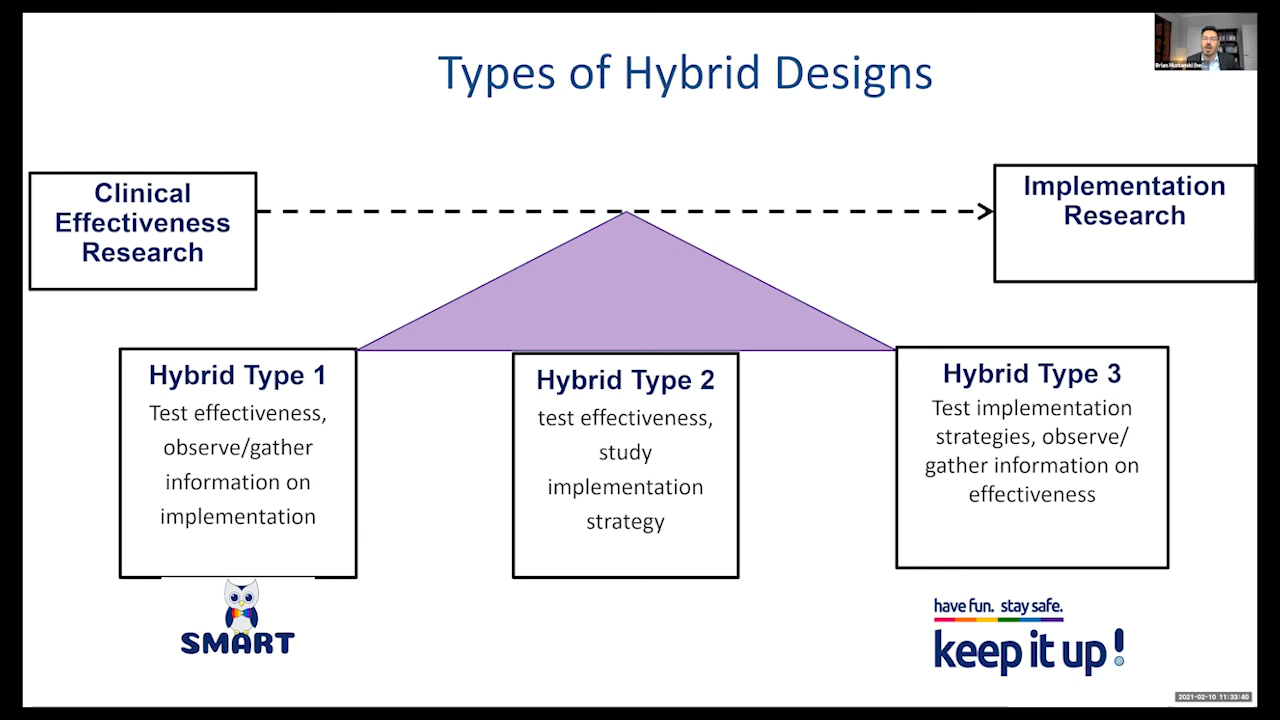 Types of Hybrid Designs
Clinical
Effectiveness
Research
Implementation
Research
Hybrid Type 1
Test effectiveness,
observe/gather
information on
implementation
Hybrid Type 2
test effectiveness,
study
implementation
strategy
Hybrid Type 3
Test implementation
strategies, observe/
gather information on
effectiveness
SMART
have fun. stay safe.
keep it up!
Brian Mustanski
2021-02-10 11:33:40